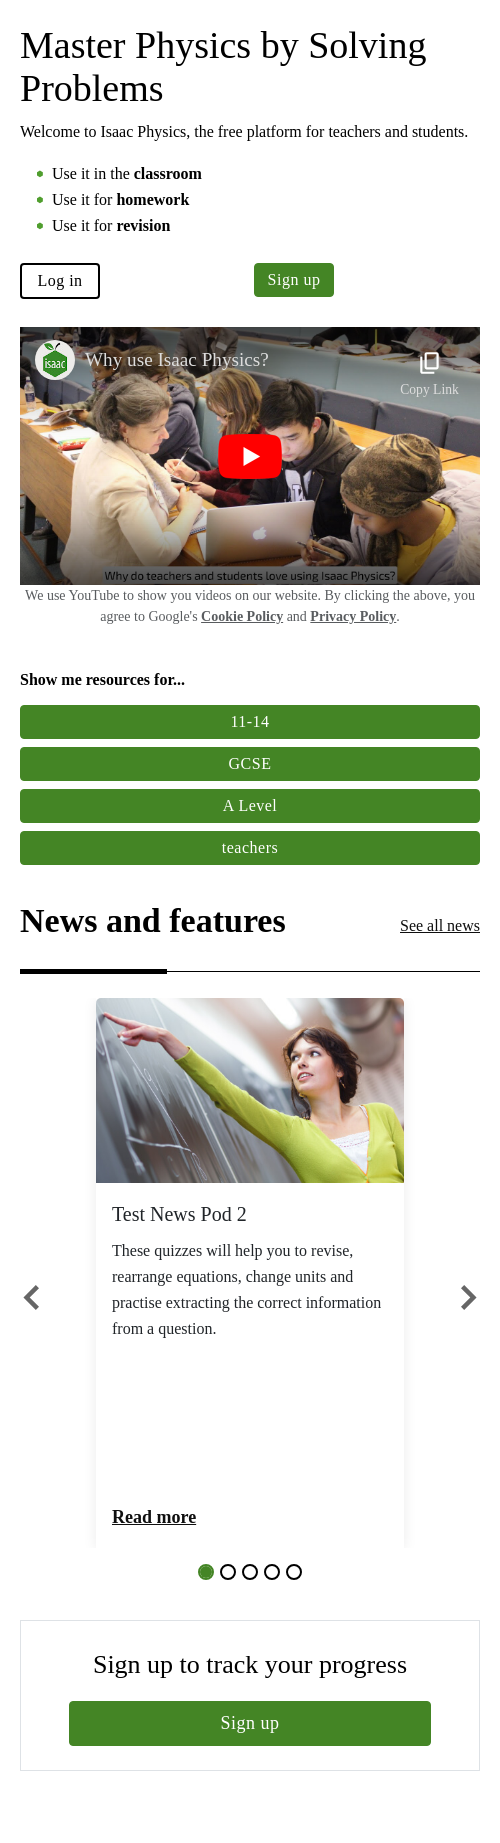 Master Physics by Solving
Problems
Welcome to Isaac Physics, the free platform for teachers and students.
Use it in the classroom
Use it for homework
Use it for revision
Log in
Sign up
isaac
Why use Isaac Physics?
Copy Link
Why do teachers and students love using Isaac Physics?
We use YouTube to show you videos on our website. By clicking the above, you
agree to Google's Cookie Policy and Privacy Policy.
Show me resources for...
11-14
GCSE
A Level
teachers
News and features
See all news
Test News Pod 2
These quizzes will help you to revise,
rearrange equations, change units and
practise extracting the correct information
from a question.
Read more
Sign up to track your progress
Sign up